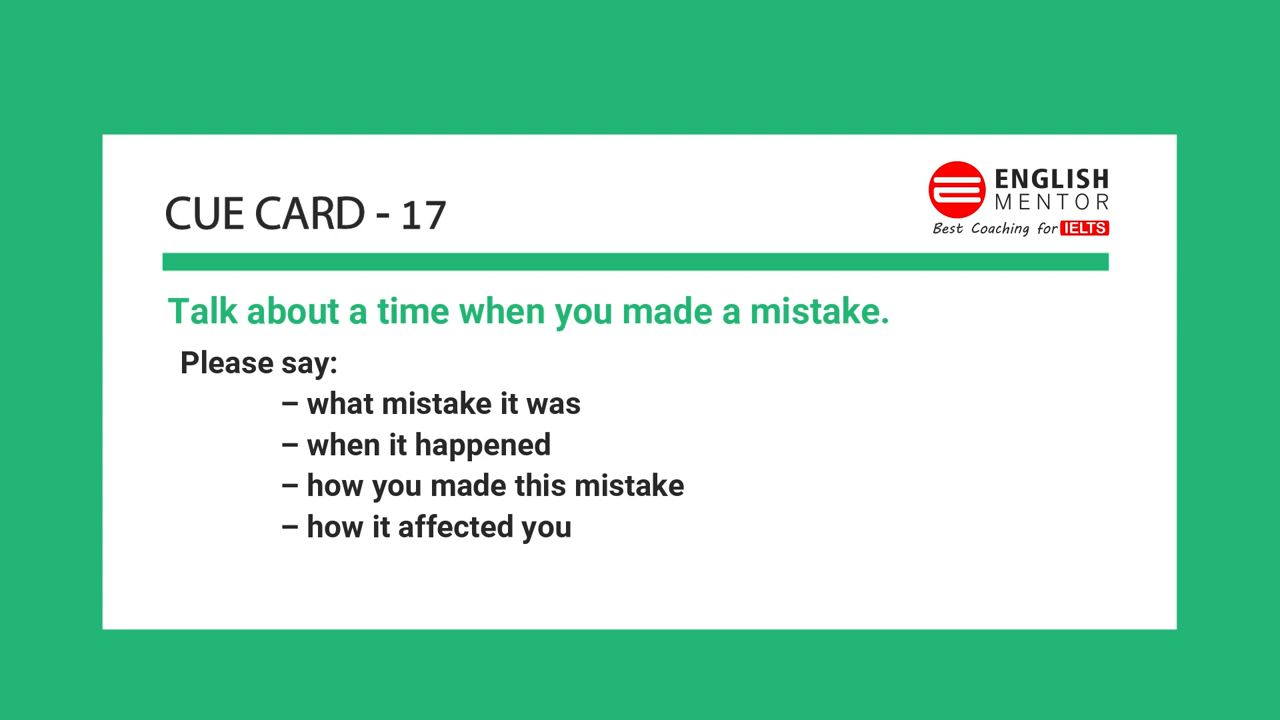 CUE CARD - 17
ENGLISH
MENTOR
Best Coaching for IELTS
Talk about a time when you made a mistake.
Please say:
– what mistake it was
– when it happened
– how you made this mistake
– how it affected you